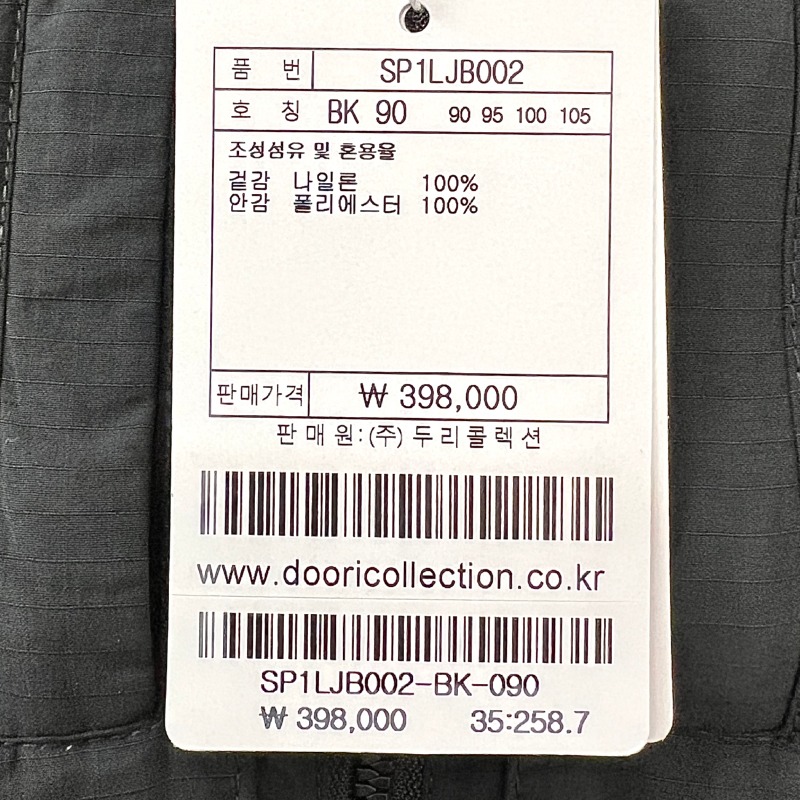 품 번 SP1LJB002
호 칭 BK 90 90 95 100 105
조성섬유 및 혼용율
겉감 나일론 100%
안감 폴리에스터 100%
판매가격 ₩ 398,000
판매원:(주)두리콜렉션
www.dooricollection.co.kr
SP1LJB002-BK-090
₩ 398,000 35:258.7